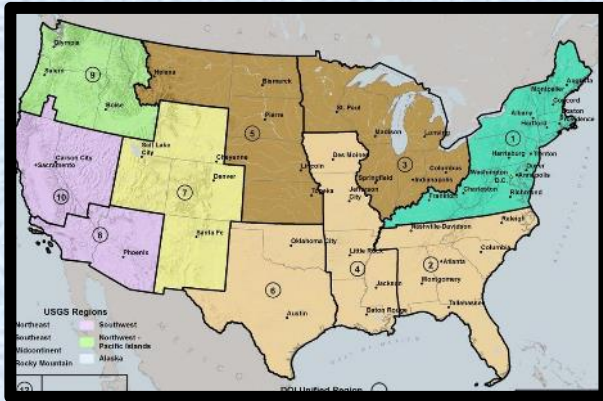 Olympia
Salem
9
Boise
Helena
Bismarck
Pierre
5
St. Paul
Madison
Lansing
3
Augusta
Montpelier
Concord
Boston
Albany
Providence
Hartford
1
Harrisburg
Trenton
Dover
Washington
D.C.
Annapolis
Charleston
Richmond
Frankfort
Columbus
Indianapolis
Springfield
Des Moines
Lincoln
Topeka
Jefferson
City
Cheyenne
Salt Lake
City
Denver
7
Carson City
Sacramento
10
8
Phoenix
Santa Fe
Oklahoma City
6
Austin
Little Rock
4
Jackson
Baton Rouge
Nashville-Davidson
Raleigh
Columbia
2
Atlanta
Montgomery
Tallahassee
USGS Regions
Northeast
Southeast
Midcontinent
Rocky Mountain
Southwest
Northwest -
Pacific Islands
Alaska
12
DOI Unified Region